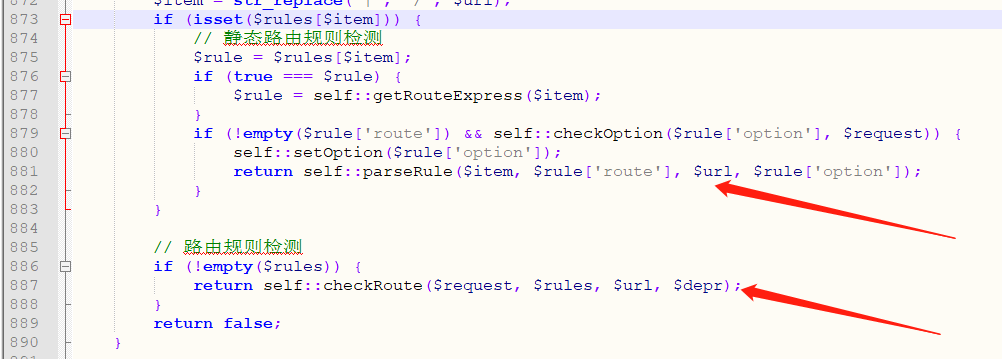 872 $item = str_replace('|', '/', $url);
873 if (isset($rules[$item])) {
874 // 静态路由规则检测
875 $rule = $rules[$item];
876 if (true === $rule) {
877 $rule = self::getRouteExpress($item);
878 }
879 if (!empty($rule['route']) && self::checkOption($rule['option'], $request)) {
880 self::setOption($rule['option']);
881 return self::parseRule($item, $rule['route'], $url, $rule['option']);
882 }
883 }
884
885 // 路由规则检测
886 if (!empty($rules)) {
887 return self::checkRoute($request, $rules, $url, $depr);
888 }
889 return false;
890 }